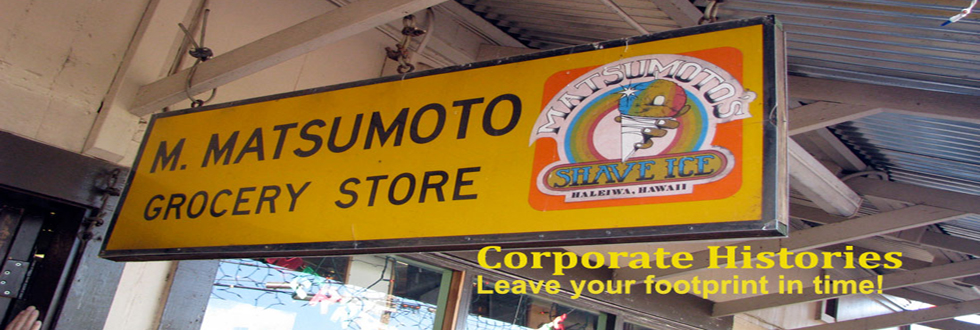 M. MATSUMOTO
GROCERY STORE
MATSUMOTO'S
SHAVE ICE
HALEIWA, HAWAII
Corporate Histories
Leave your footprint in time!